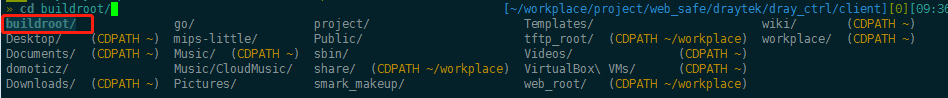 » cd buildroot/ [~/workplace/project/web_safe/draytek/dray_ctrl/client][0][09:36
buildroot/ go/ project/ Templates/ wiki/ (CDPATH ~)
Desktop/ (CDPATH ~) mips-little/ Public/ tftp_root/ (CDPATH ~/workplace) workplace/ (CDPATH ~)
Documents/ (CDPATH ~) Music/ (CDPATH ~) sbin/ Videos/ (CDPATH ~)
domoticz/ Music/CloudMusic/ share/ (CDPATH ~/workplace) VirtualBox\ VMs/ (CDPATH ~)
Downloads/ (CDPATH ~) Pictures/ smark_makeup/ web_root/ (CDPATH ~/workplace)